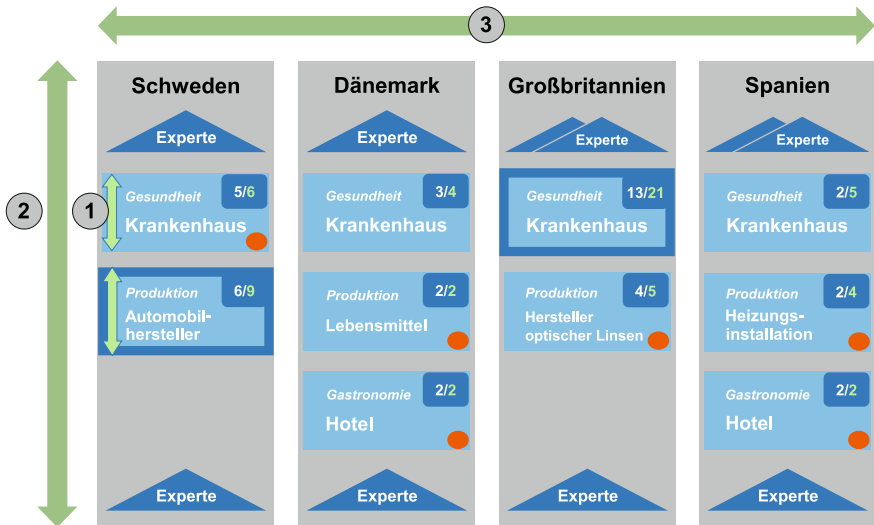 3
2
1
Schweden
Experte
Gesundheit 5/6
Krankenhaus
Produktion 6/9
Automobil-
hersteller
Experte
Dänemark
Experte
Gesundheit 3/4
Krankenhaus
Produktion 2/2
Lebensmittel
Gastronomie 2/2
Hotel
Experte
Großbritannien
Experte
Gesundheit 13/21
Krankenhaus
Produktion 4/5
Hersteller
optischer Linsen
Experte
Spanien
Experte
Gesundheit 2/5
Krankenhaus
Produktion 2/4
Heizungs-
installation
Gastronomie 2/2
Hotel
Experte